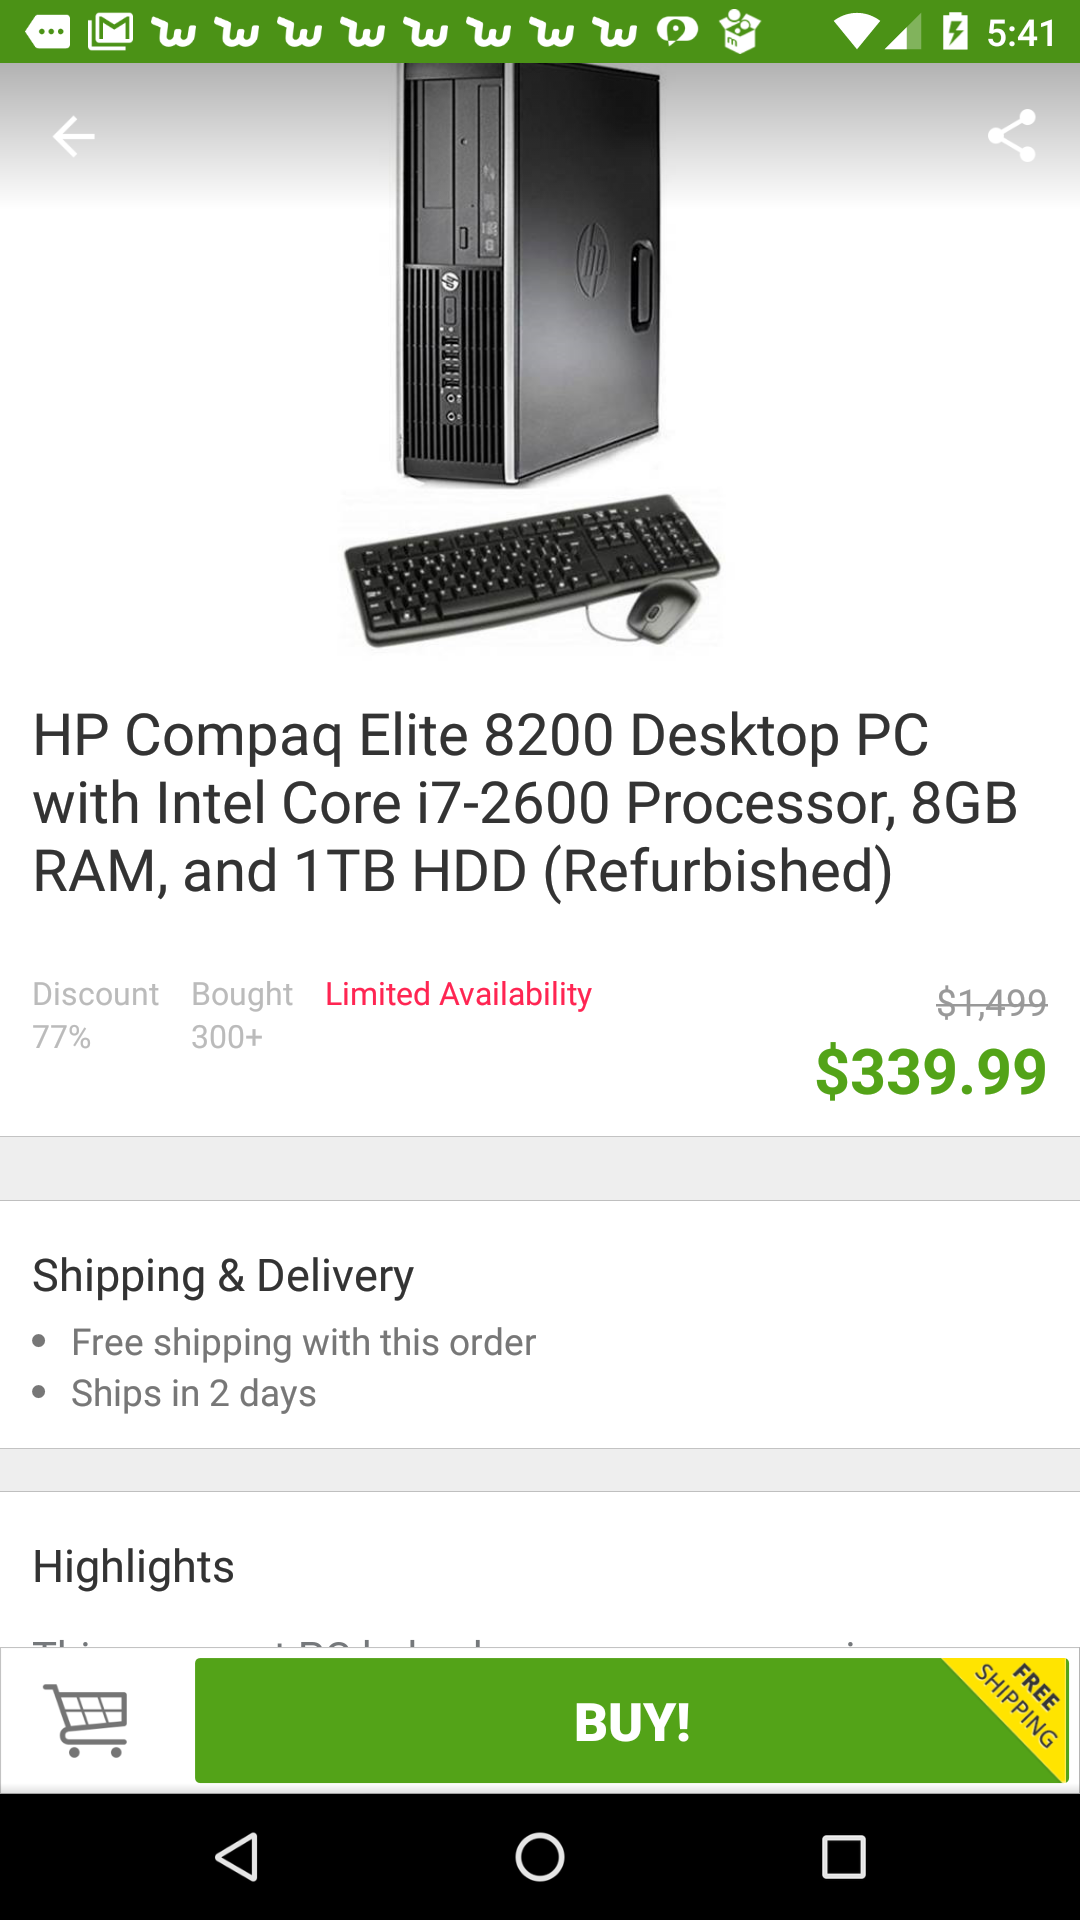 5:41
HP Compaq Elite 8200 Desktop PC
with Intel Core i7-2600 Processor, 8GB
RAM, and 1TB HDD (Refurbished)
Discount Bought Limited Availability
77% 300+
$1,499
$339.99
Shipping & Delivery
• Free shipping with this order
• Ships in 2 days
Highlights
BUY!
FREE
SHIPPING